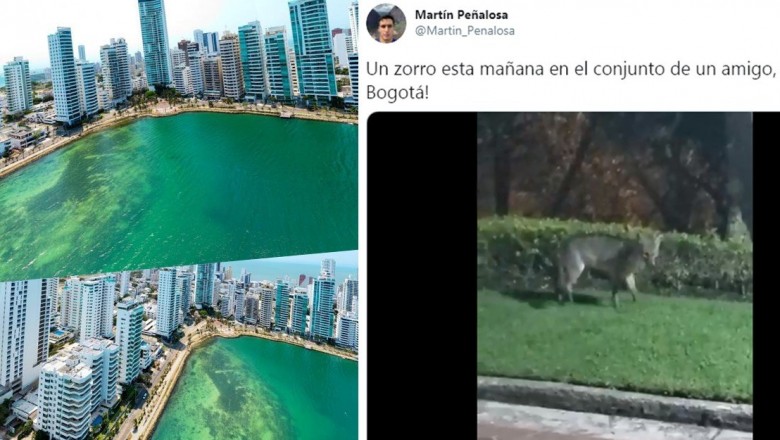 Martín Peñalosa
@Martin_Penalosa
Un zorro esta mañana en el conjunto de un amigo,
Bogotá!